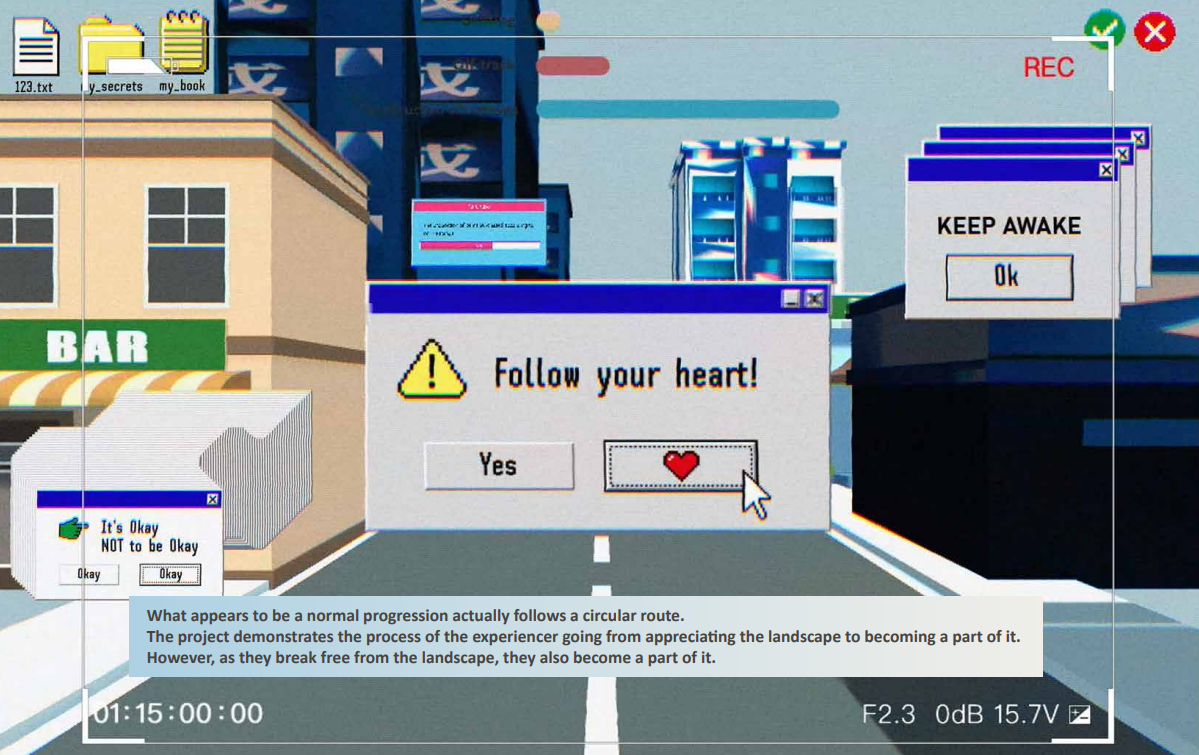 REC
123.txt
my_secrets
my_book
KEEP AWAKE
Ok
BAR
Follow your heart!
Yes
It's Okay
NOT to be Okay
Okay
Okay
What appears to be a normal progression actually follows a circular route.
The project demonstrates the process of the experiencer going from appreciating the landscape to becoming a part of it.
However, as they break free from the landscape, they also become a part of it.
01:15:00:00
F2.3 0dB 15.7V